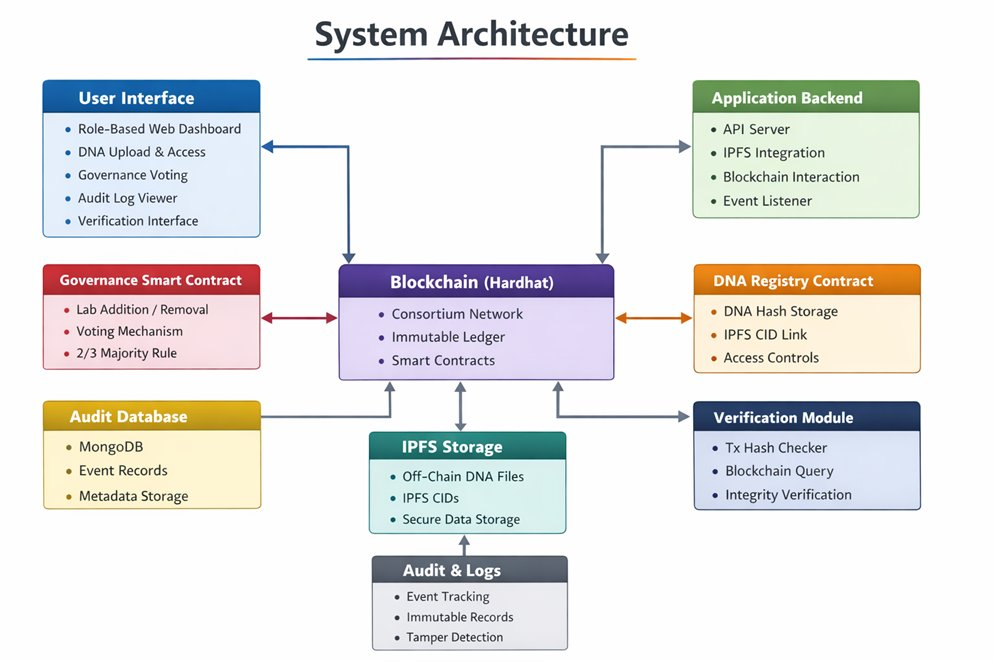 System Architecture
User Interface
• Role-Based Web Dashboard
• DNA Upload & Access
• Governance Voting
• Audit Log Viewer
• Verification Interface
Application Backend
• API Server
• IPFS Integration
• Blockchain Interaction
• Event Listener
Governance Smart Contract
• Lab Addition / Removal
• Voting Mechanism
• 2/3 Majority Rule
Blockchain (Hardhat)
• Consortium Network
• Immutable Ledger
• Smart Contracts
DNA Registry Contract
• DNA Hash Storage
• IPFS CID Link
• Access Controls
Audit Database
• MongoDB
• Event Records
• Metadata Storage
IPFS Storage
• Off-Chain DNA Files
• IPFS CIDs
• Secure Data Storage
Verification Module
• Tx Hash Checker
• Blockchain Query
• Integrity Verification
Audit & Logs
• Event Tracking
• Immutable Records
• Tamper Detection